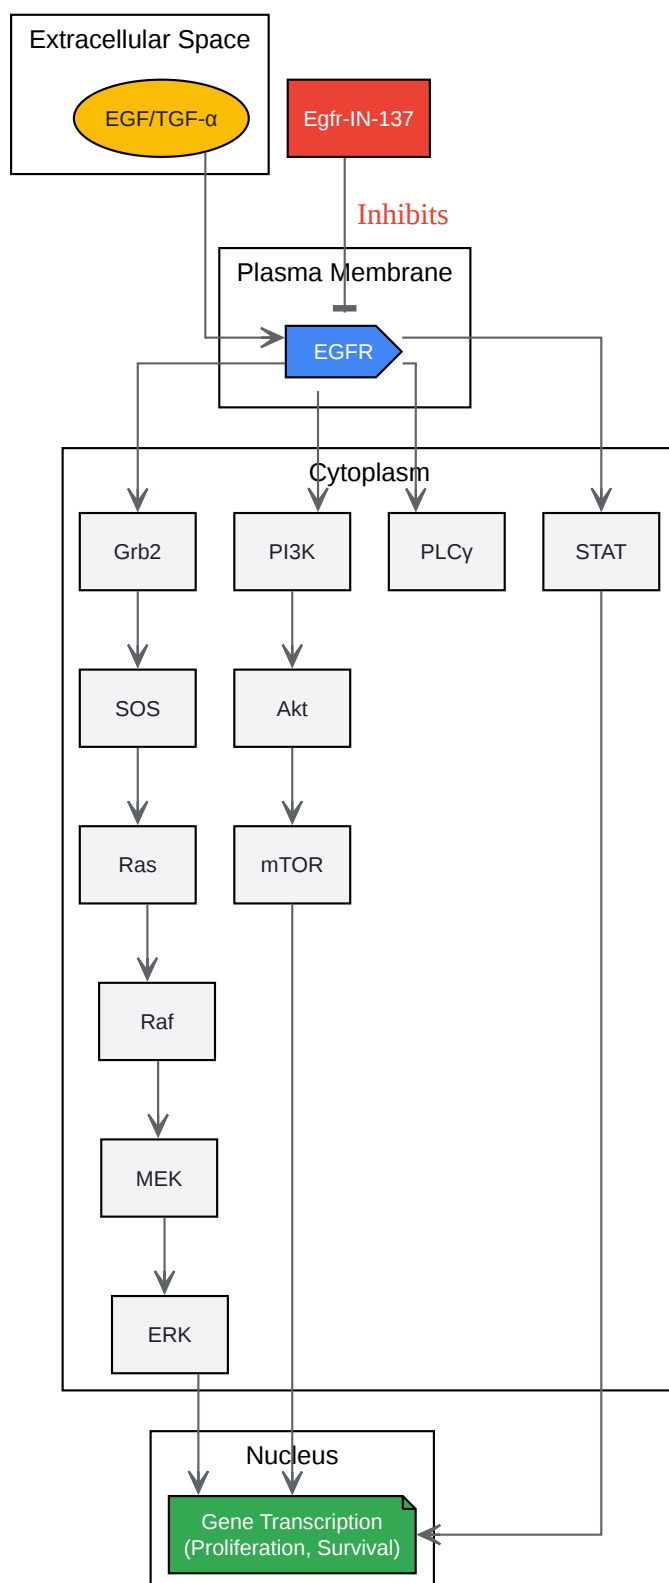 Extracellular Space
EGF/TGF-α
Egfr-IN-137
Inhibits
Plasma Membrane
EGFR
Cytoplasm
Grb2
PI3K
PLCγ
STAT
SOS
Akt
Ras
mTOR
Raf
MEK
ERK
Nucleus
Gene Transcription
(Proliferation, Survival)